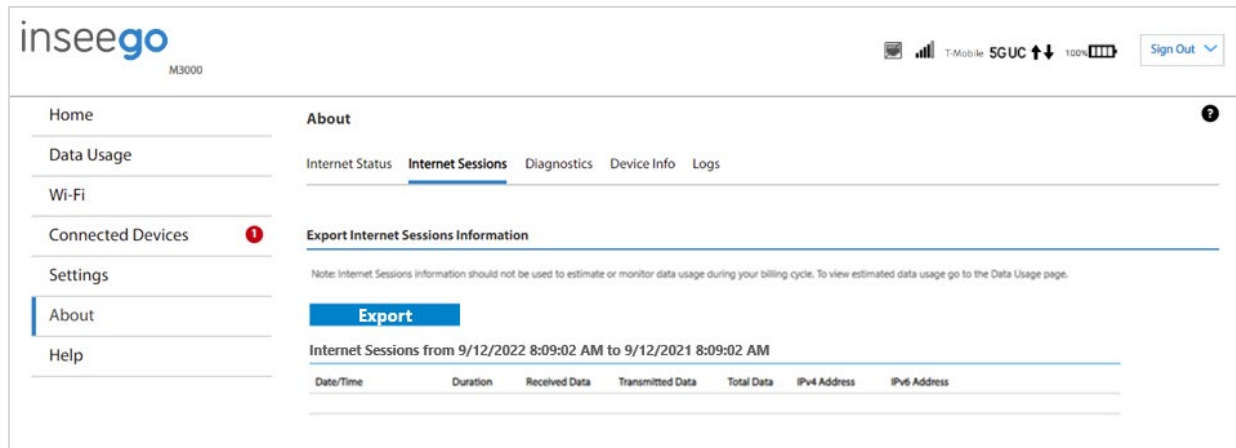 inseego
M3000
T-Mobile 5G UC 100% Sign Out
Home
Data Usage
Wi-Fi
Connected Devices 1
Settings
About
Help
About
?
Internet Status Internet Sessions Diagnostics Device Info Logs
Export Internet Sessions Information
Note: Internet Sessions information should not be used to estimate or monitor data usage during your billing cycle. To view estimated data usage go to the Data Usage page.
Export
Internet Sessions from 9/12/2022 8:09:02 AM to 9/12/2021 8:09:02 AM
Date/Time Duration Received Data Transmitted Data Total Data IPv4 Address IPv6 Address